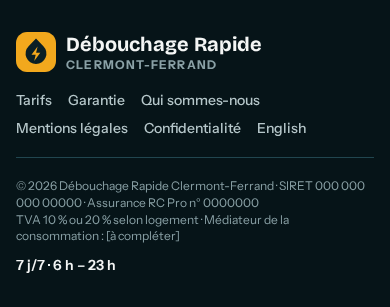 Débouchage Rapide
CLERMONT-FERRAND
Tarifs Garantie Qui sommes-nous
Mentions légales Confidentialité English
© 2026 Débouchage Rapide Clermont-Ferrand · SIRET 000 000
000 00000 · Assurance RC Pro n° 0000000
TVA 10 % ou 20 % selon logement · Médiateur de la
consommation : [à compléter]
7 j/7 · 6 h – 23 h